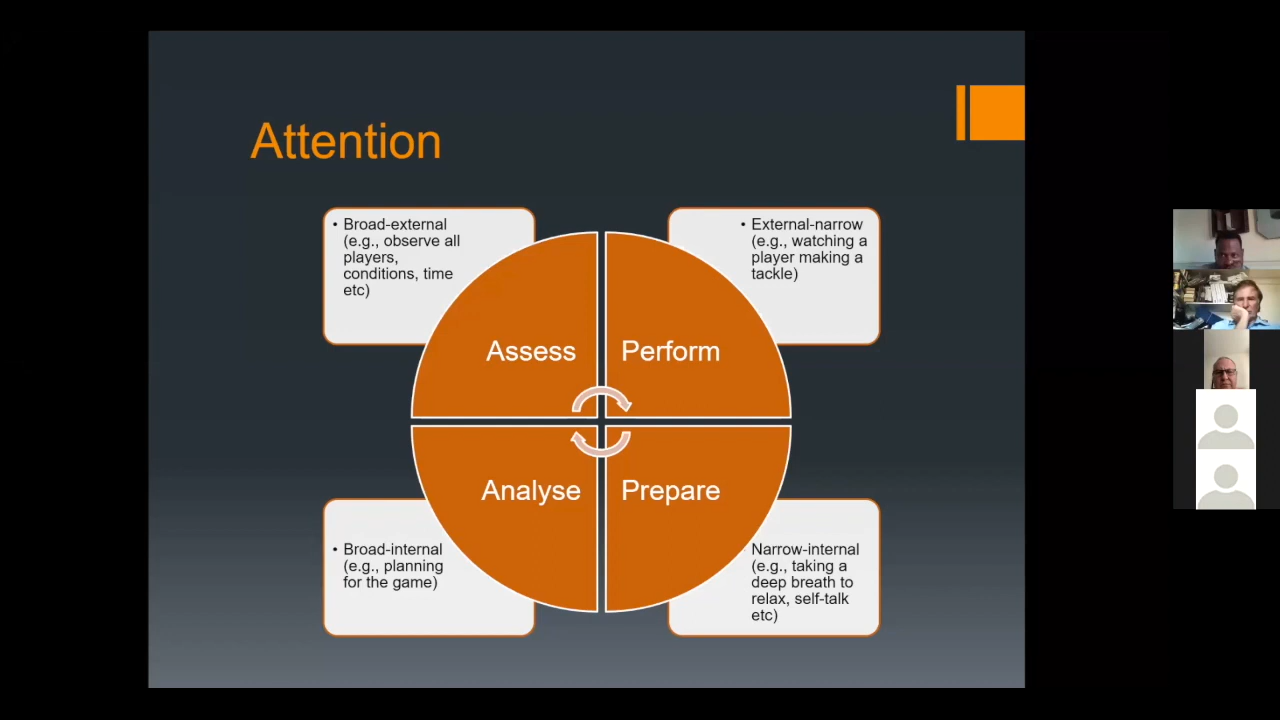 Attention
• Broad-external
(e.g., observe all
players,
conditions, time
etc)
• External-narrow
(e.g., watching a
player making a
tackle)
Assess
Perform
Analyse
Prepare
• Broad-internal
(e.g., planning
for the game)
Narrow-internal
(e.g., taking a
deep breath to
relax, self-talk
etc)